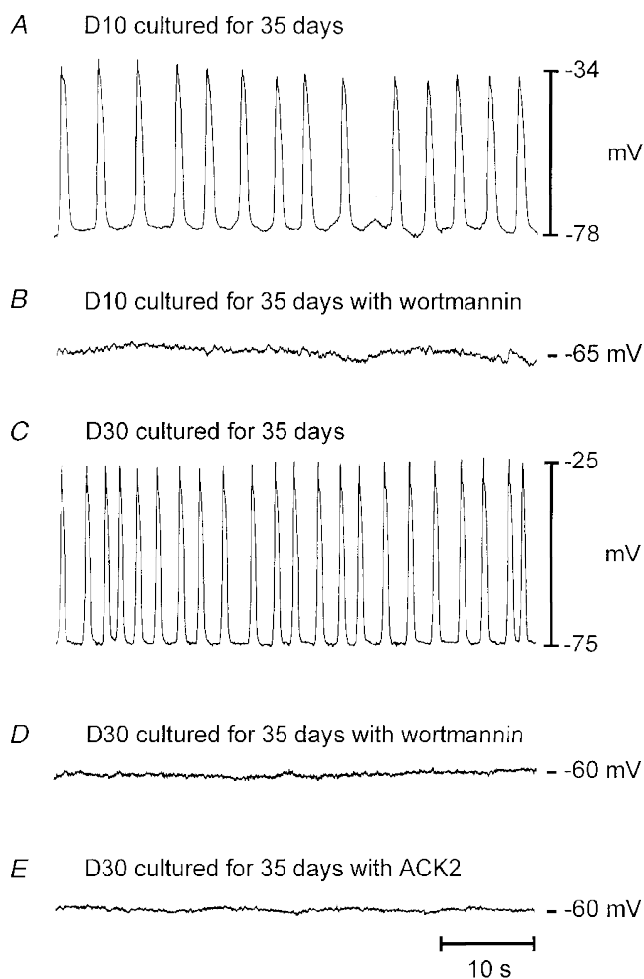 A D10 cultured for 35 days
-34
mV
-78
B D10 cultured for 35 days with wortmannin
-65 mV
C D30 cultured for 35 days
-25
mV
-75
D D30 cultured for 35 days with wortmannin
-60 mV
E D30 cultured for 35 days with ACK2
-60 mV
10 s